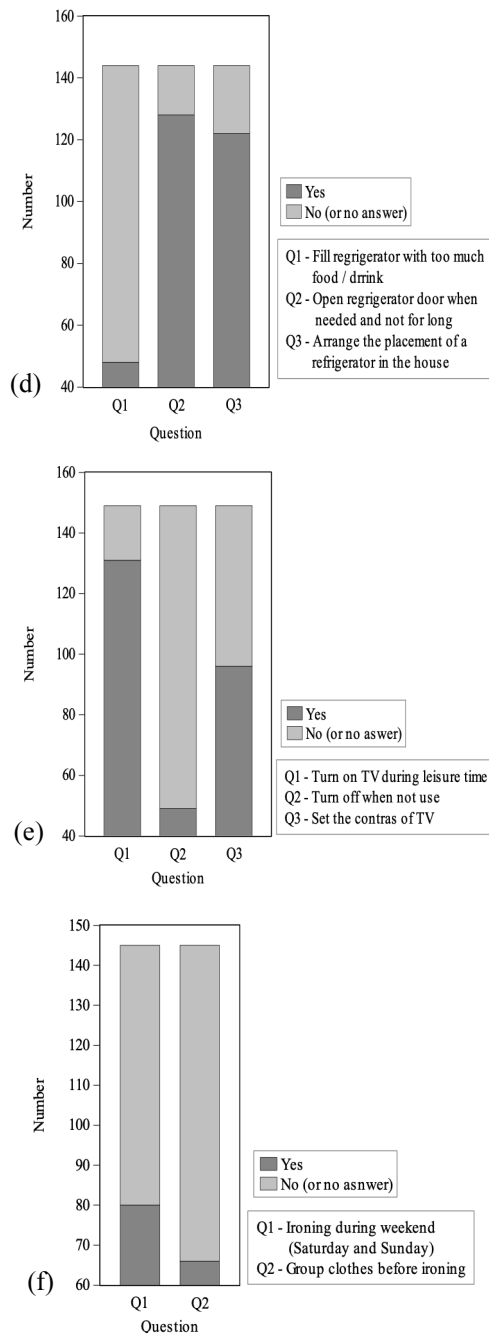 160
140
120
100
80
60
40
Number
Q1 Q2 Q3
Question
(d)
Yes
No (or no answer)
Q1 - Fill regrigerator with too much
food / drrink
Q2 - Open regrigerator door when
needed and not for long
Q3 - Arrange the placement of a
refrigerator in the house
160
140
120
100
80
60
40
Number
Q1 Q2 Q3
Question
(e)
Yes
No (or no aswer)
Q1 - Turn on TV during leisure time
Q2 - Turn off when not use
Q3 - Set the contras of TV
150
140
130
120
110
100
90
80
70
60
Number
Q1 Q2
Question
(f)
Yes
No (or no asnwer)
Q1 - Ironing during weekend
(Saturday and Sunday)
Q2 - Group clothes before ironing